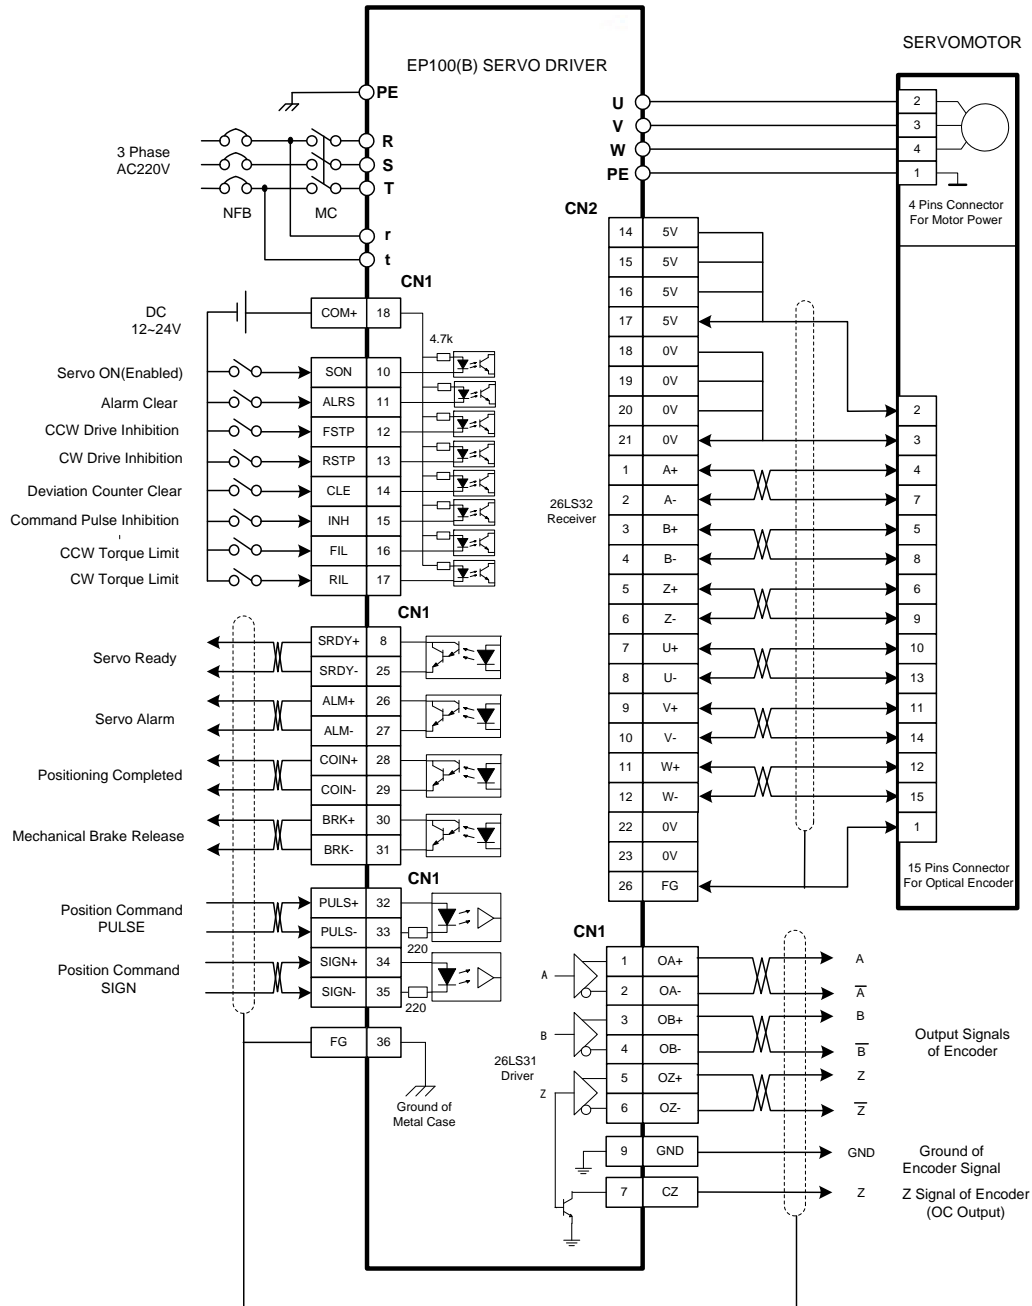 SERVOMOTOR
EP100(B) SERVO DRIVER
PE
3 Phase
AC220V
R
S
T
NFB
MC
r
t
U
V
W
PE
2
3
4
1
4 Pins Connector
For Motor Power
CN1
DC
12~24V
COM+ 18
4.7k
Servo ON(Enabled) SON 10
Alarm Clear ALRS 11
CCW Drive Inhibition FSTP 12
CW Drive Inhibition RSTP 13
Deviation Counter Clear CLE 14
Command Pulse Inhibition INH 15
CCW Torque Limit FIL 16
CW Torque Limit RIL 17
CN1
Servo Ready
SRDY+ 8
SRDY- 25
Servo Alarm
ALM+ 26
ALM- 27
Positioning Completed
COIN+ 28
COIN- 29
Mechanical Brake Release
BRK+ 30
BRK- 31
CN1
Position Command
PULSE
PULS+ 32
PULS- 33
220
Position Command
SIGN
SIGN+ 34
SIGN- 35
220
FG 36
Ground of
Metal Case
CN2
14 5V
15 5V
16 5V
17 5V
18 0V
19 0V
20 0V
21 0V
1 A+
2 A-
3 B+
4 B-
5 Z+
6 Z-
7 U+
8 U-
9 V+
10 V-
11 W+
12 W-
22 0V
23 0V
26 FG
26LS32
Receiver
2
3
4
7
5
8
6
9
10
13
11
14
12
15
1
15 Pins Connector
For Optical Encoder
CN1
A
1 OA+ A
2 OA- A̅
B
3 OB+ B
4 OB- B̅
26LS31
Driver
Z
5 OZ+ Z
6 OZ- Z̅
Output Signals
of Encoder
9 GND GND
Ground of
Encoder Signal
7 CZ Z
Z Signal of Encoder
(OC Output)